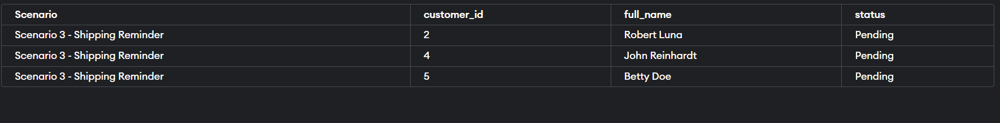 Scenario customer_id full_name status
Scenario 3 - Shipping Reminder 2 Robert Luna Pending
Scenario 3 - Shipping Reminder 4 John Reinhardt Pending
Scenario 3 - Shipping Reminder 5 Betty Doe Pending